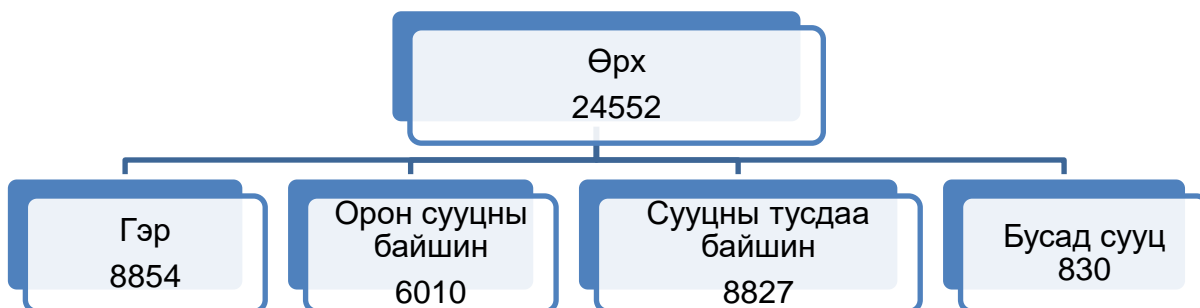 Өрх
24552
Гэр
8854
Орон сууцны
байшин
6010
Сууцны тусдаа
байшин
8827
Бусад сууц
830